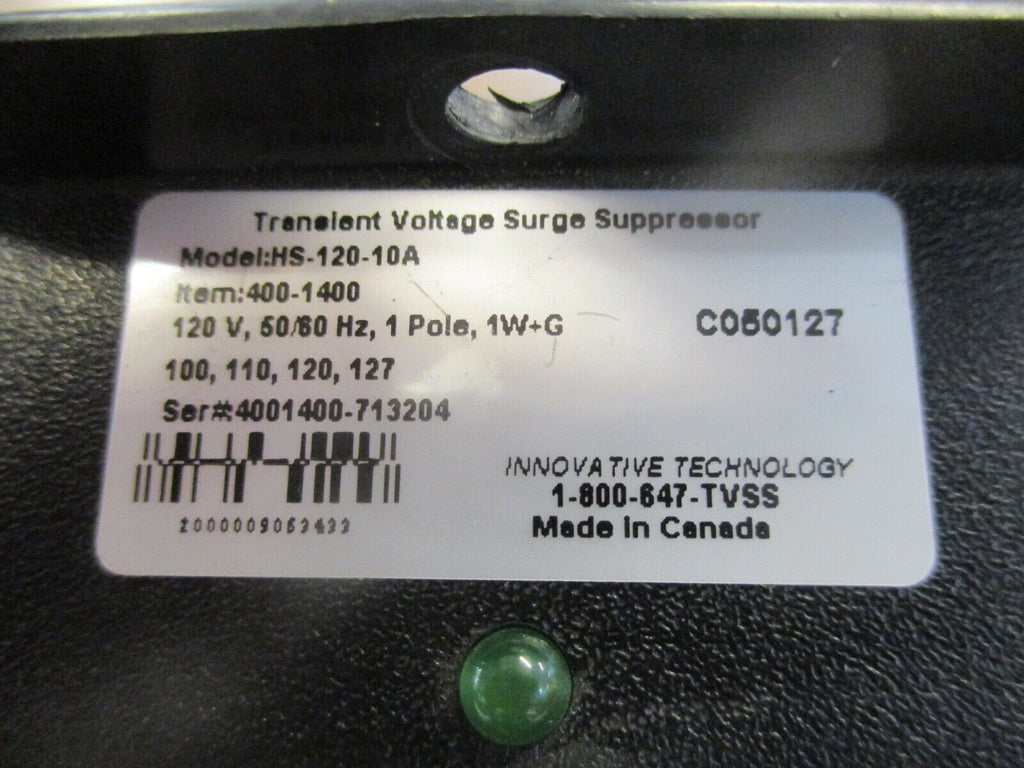 Transient Voltage Surge Suppressor
Model:HS-120-10A
Item:400-1400
120 V, 50/60 Hz, 1 Pole, 1W+G
C050127
100, 110, 120, 127
Ser#:4001400-713204
INNOVATIVE TECHNOLOGY
1-800-647-TVSS
Made in Canada